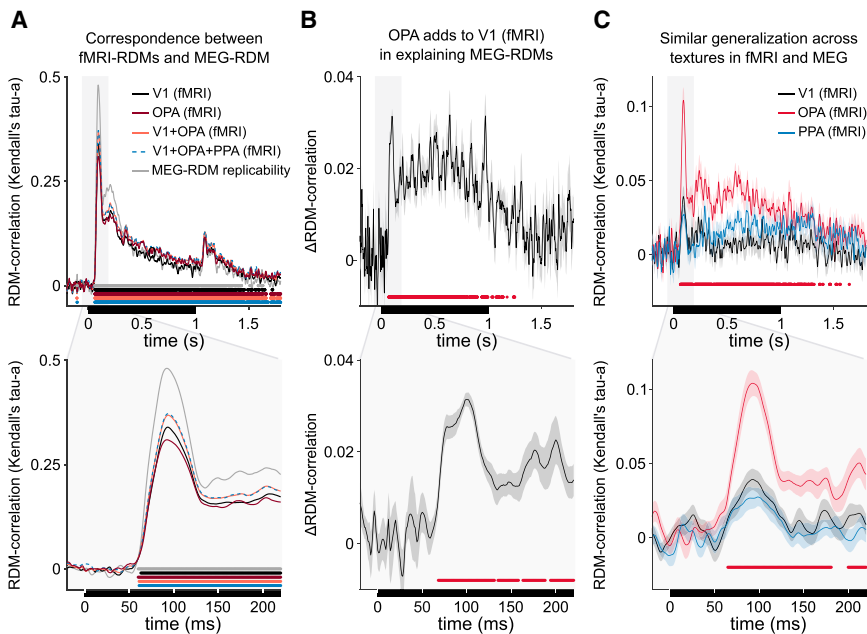 A
Correspondence between
fMRI-RDMs and MEG-RDM
RDM-correlation (Kendall's tau-a)
0.5
0.25
0
V1 (fMRI)
OPA (fMRI)
V1+OPA (fMRI)
V1+OPA+PPA (fMRI)
MEG-RDM replicability
0
0.5
1
1.5
time (s)
RDM-correlation (Kendall's tau-a)
0.5
0.25
0
0
50
100
150
200
time (ms)
B
OPA adds to V1 (fMRI)
in explaining MEG-RDMs
ΔRDM-correlation
0.04
0.02
0
0
0.5
1
1.5
time (s)
ΔRDM-correlation
0.04
0.02
0
0
50
100
150
200
time (ms)
C
Similar generalization across
textures in fMRI and MEG
RDM-correlation (Kendall's tau-a)
0.1
0.05
0
V1 (fMRI)
OPA (fMRI)
PPA (fMRI)
0
0.5
1
1.5
time (s)
RDM-correlation (Kendall's tau-a)
0.1
0.05
0
0
50
100
150
200
time (ms)